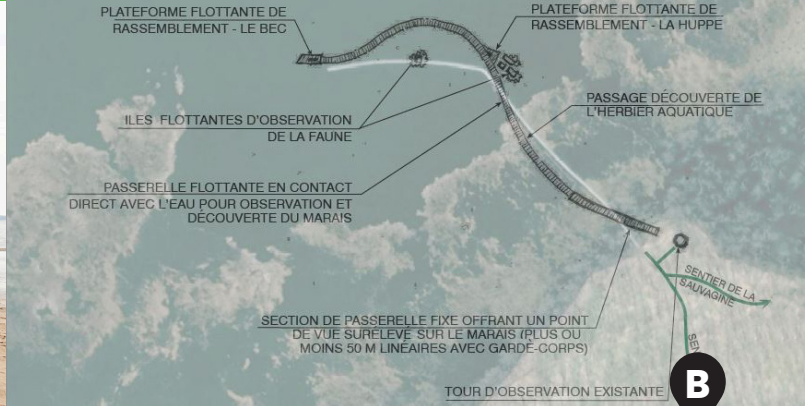 PLATEFORME FLOTTANTE DE
RASSEMBLEMENT - LE BEC
PLATEFORME FLOTTANTE DE
RASSEMBLEMENT - LA HUPPE
ILES FLOTTANTES D'OBSERVATION
DE LA FAUNE
PASSAGE DÉCOUVERTE DE
L'HERBIER AQUATIQUE
PASSERELLE FLOTTANTE EN CONTACT
DIRECT AVEC L'EAU POUR OBSERVATION ET
DÉCOUVERTE DU MARAIS
SENTIER DE LA
SAUVAGINE
SECTION DE PASSERELLE FIXE OFFRANT UN POINT
DE VUE SURÉLEVÉ SUR LE MARAIS (PLUS OU
MOINS 50 M LINÉAIRES AVEC GARDE-CORPS)
TOUR D'OBSERVATION EXISTANTE
B